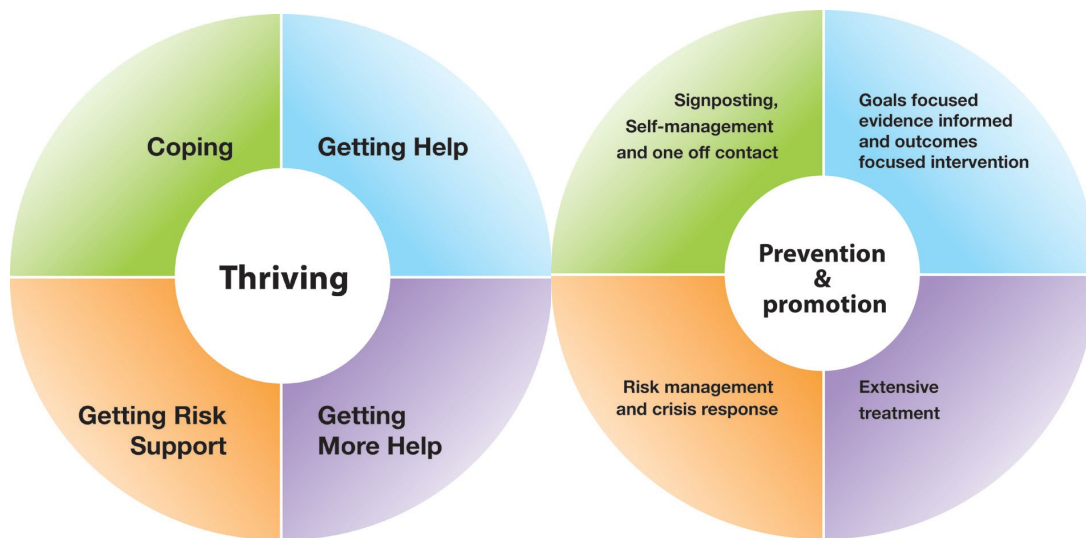 Coping
Getting Help
Thriving
Getting Risk
Support
Getting
More Help
Signposting,
Self-management
and one off contact
Goals focused
evidence informed
and outcomes
focused intervention
Prevention
&
promotion
Risk management
and crisis response
Extensive
treatment